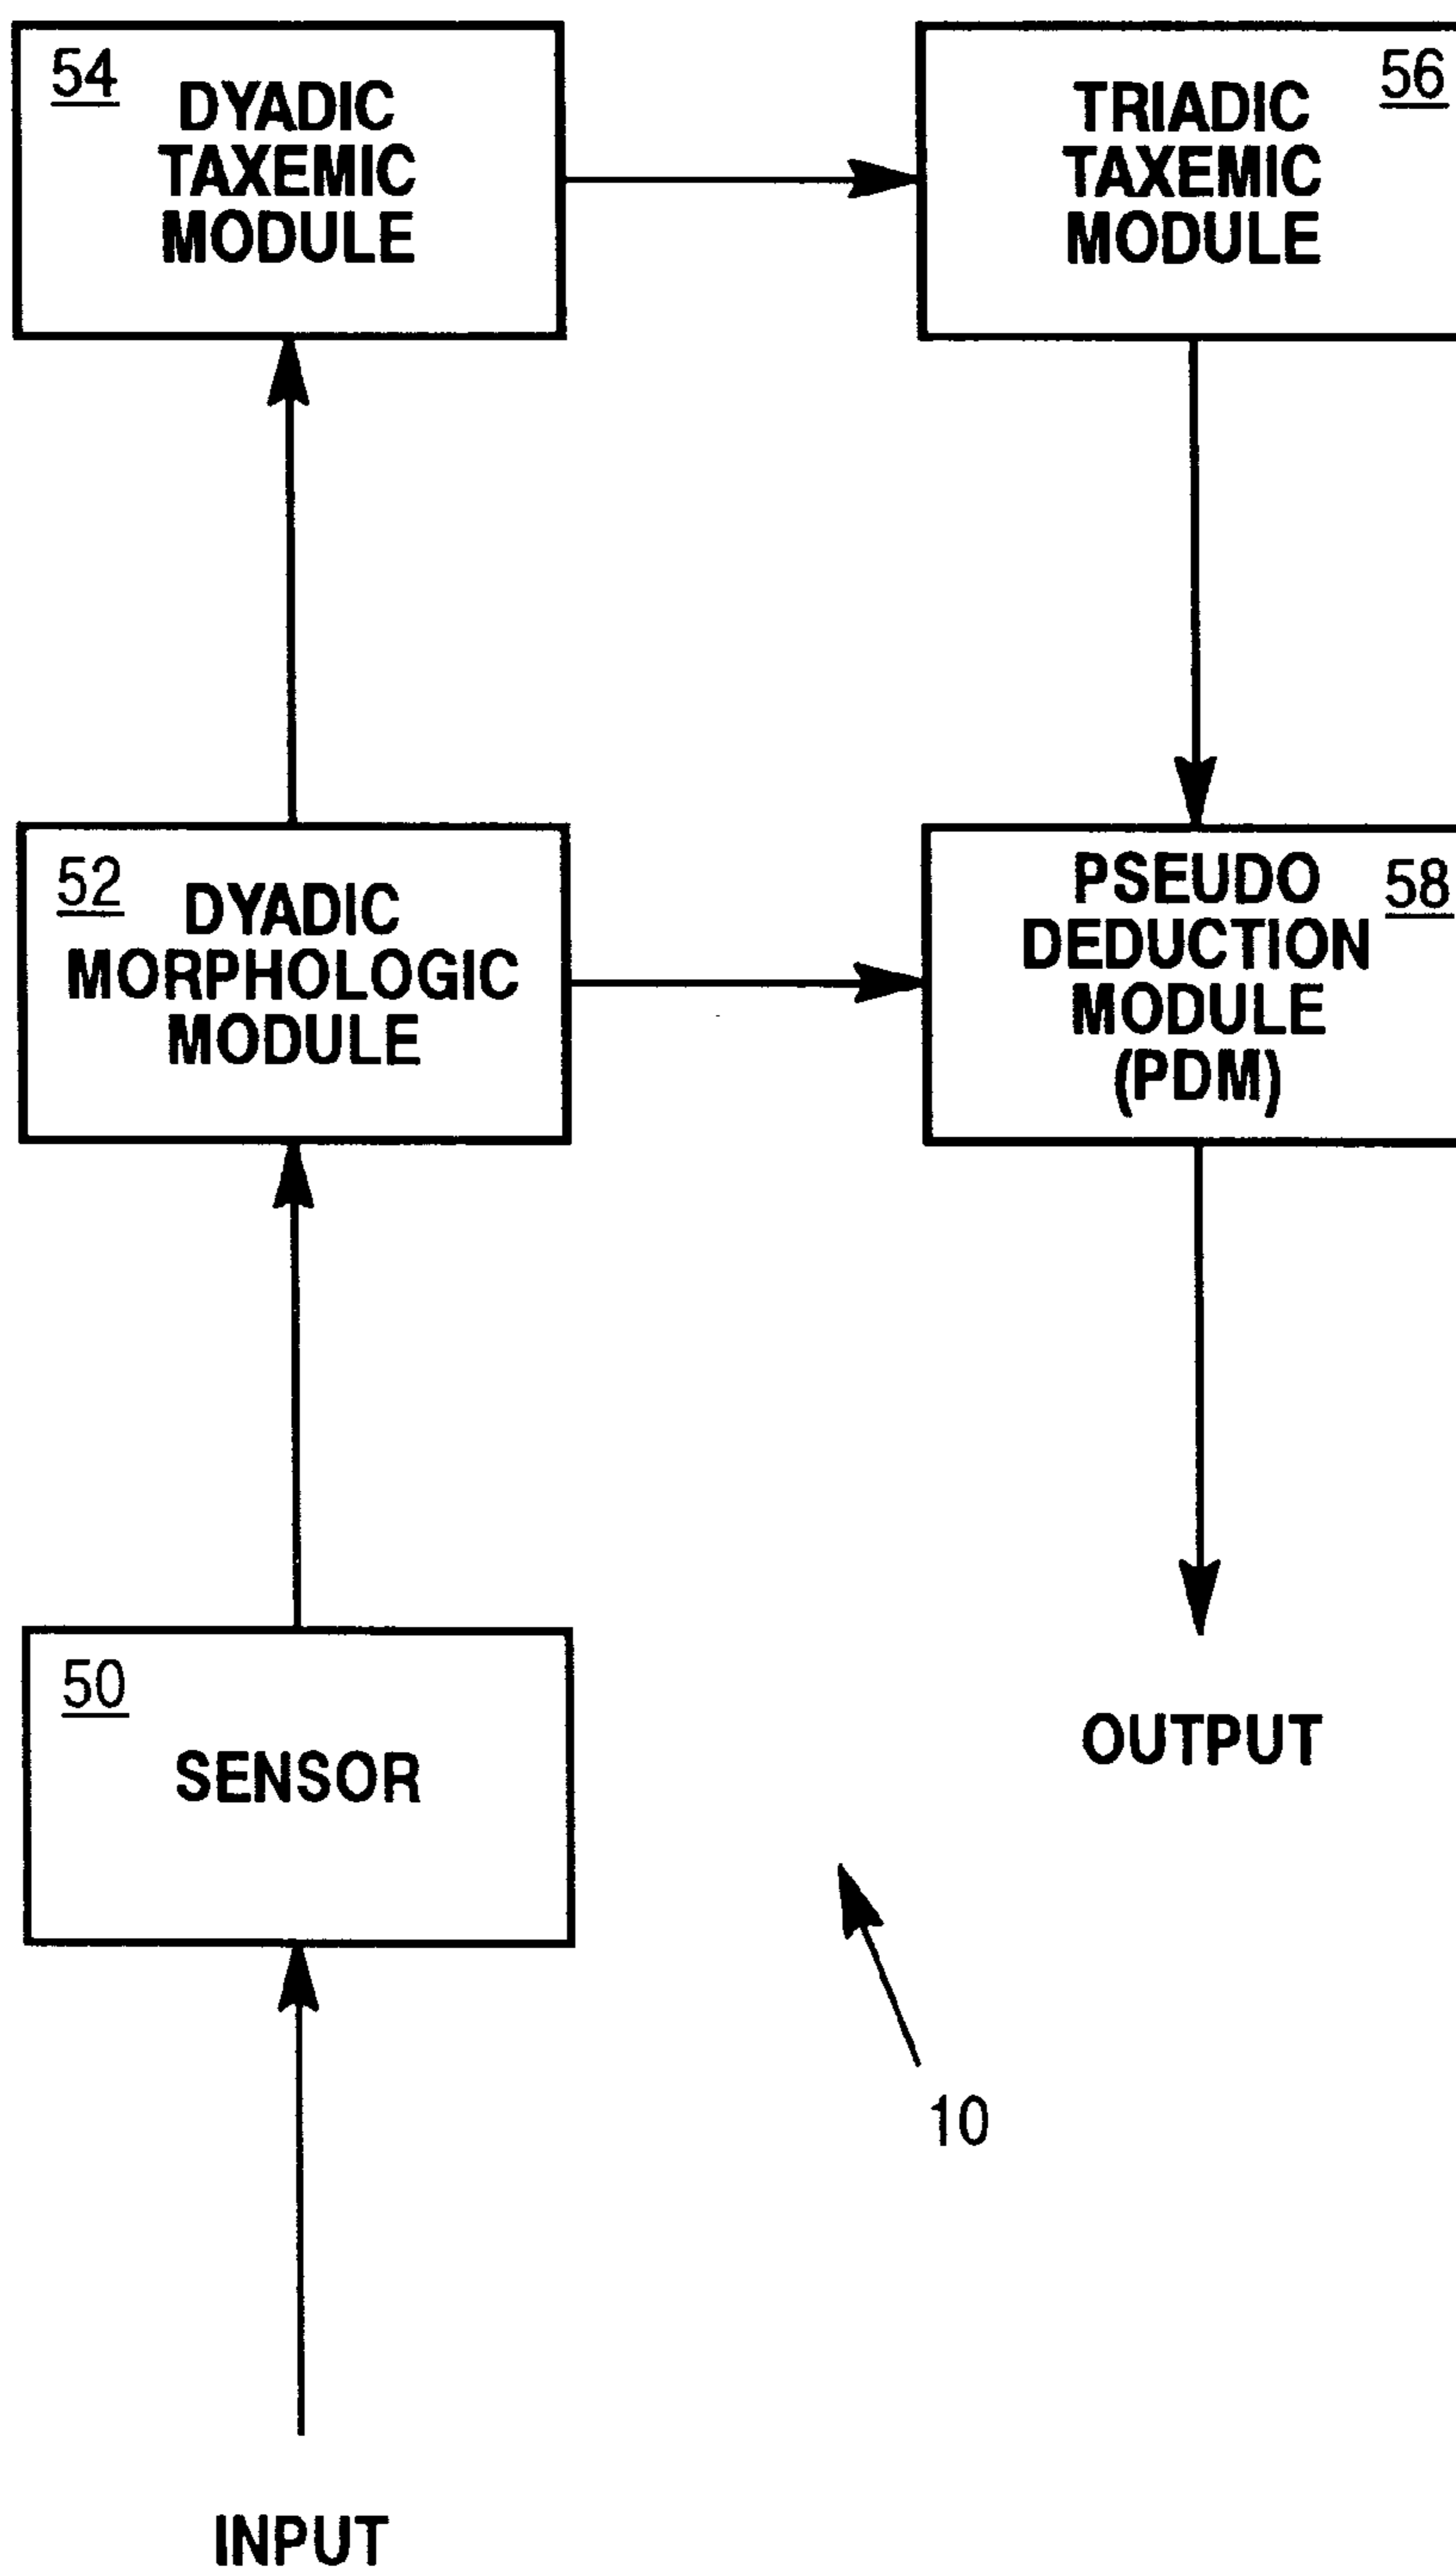 54
DYADIC
TAXEMIC
MODULE
56
TRIADIC
TAXEMIC
MODULE
52
DYADIC
MORPHOLOGIC
MODULE
58
PSEUDO
DEDUCTION
MODULE
(PDM)
50
SENSOR
OUTPUT
10
INPUT